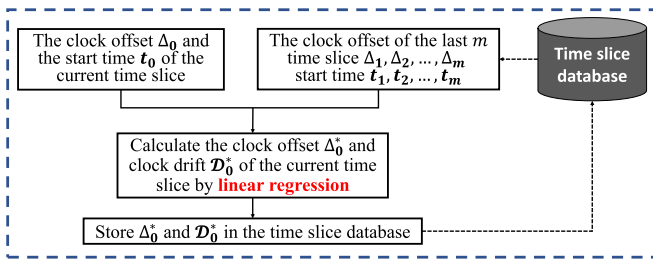 The clock offset Δ₀ and
the start time t₀ of the
current time slice
The clock offset of the last m
time slice Δ₁, Δ₂, ..., Δₘ
start time t₁, t₂, ..., tₘ
Time slice
database
Calculate the clock offset Δ₀* and
clock drift 𝓓₀* of the current time
slice by linear regression
Store Δ₀* and 𝓓₀* in the time slice database